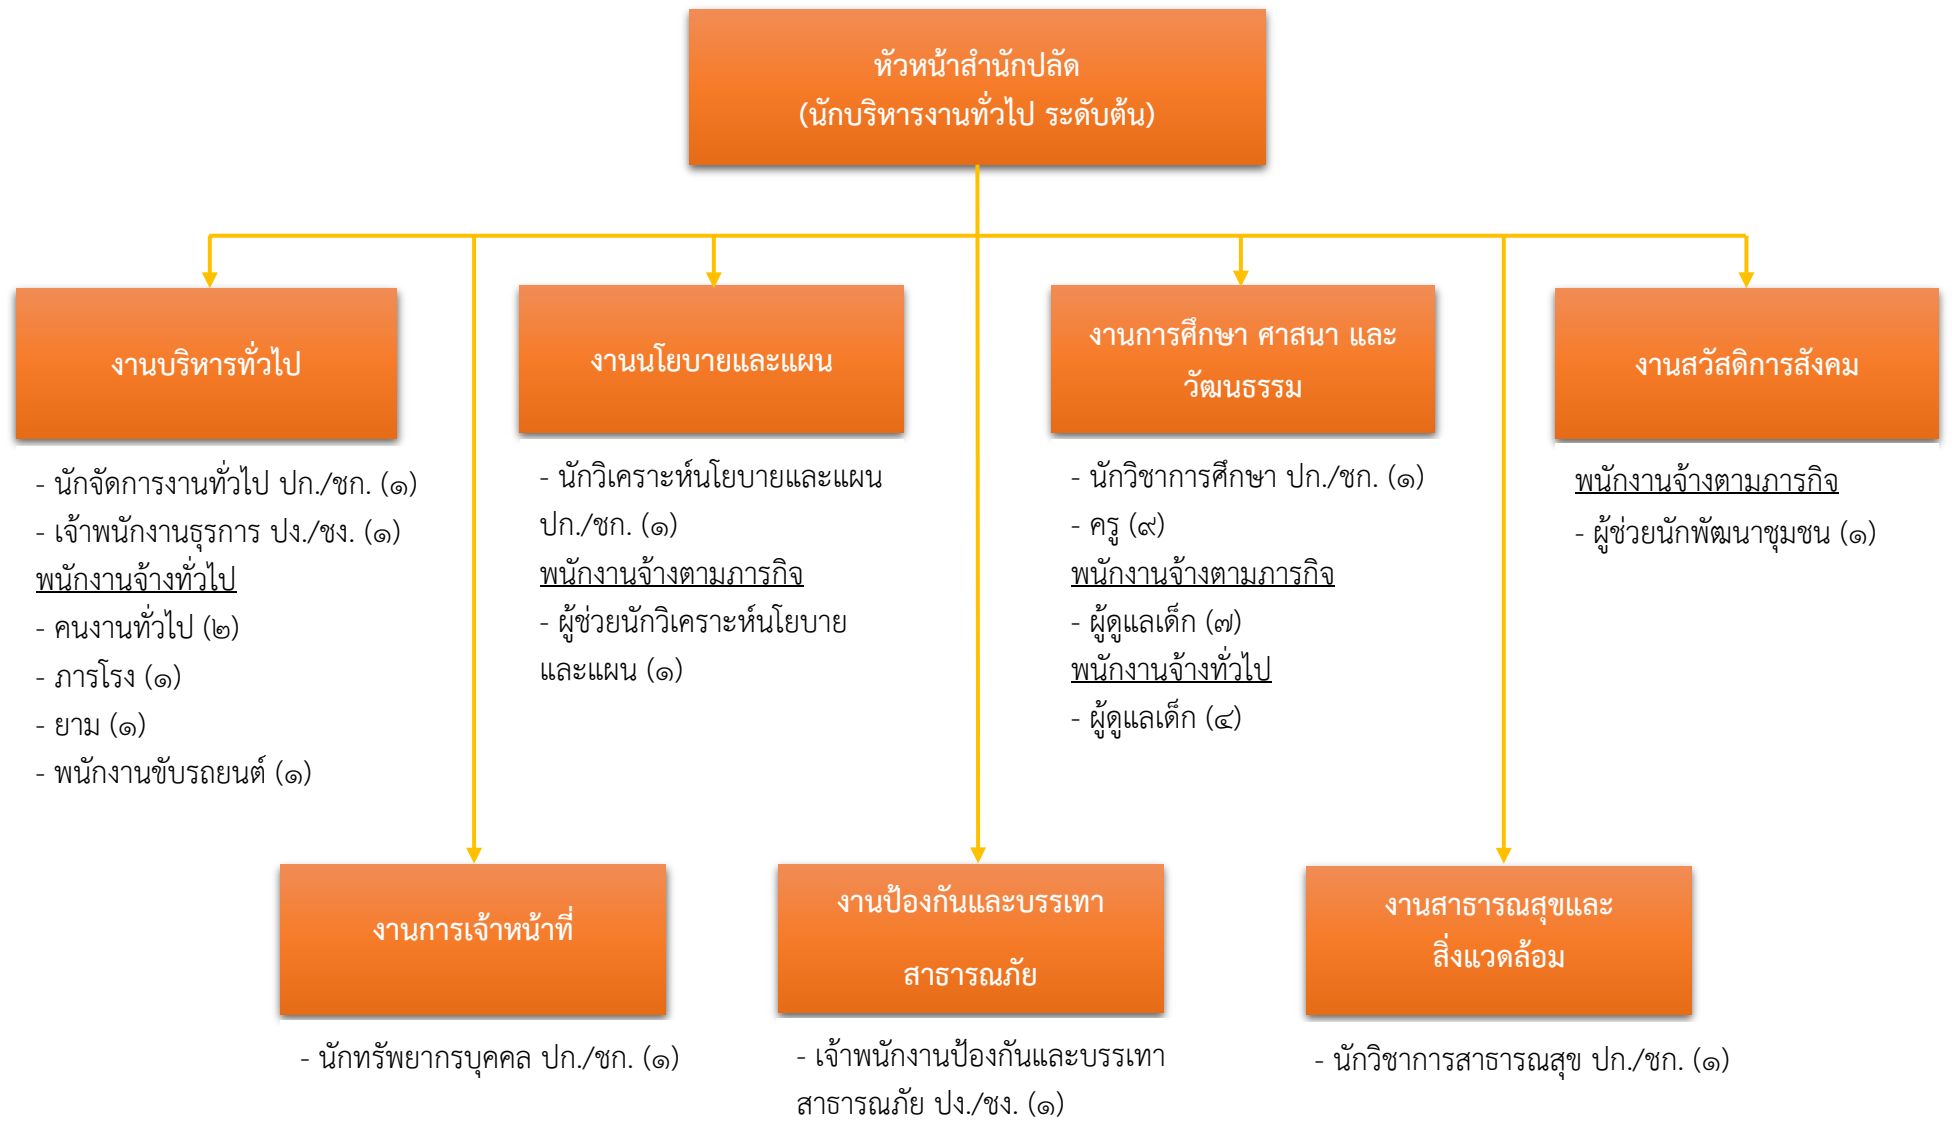 หัวหน้าสำนักปลัด
(นักบริหารงานทั่วไป ระดับต้น)
งานบริหารทั่วไป
- นักจัดการงานทั่วไป ปก./ชก. (๑)
- เจ้าพนักงานธุรการ ปง./ชง. (๑)
พนักงานจ้างทั่วไป
- คนงานทั่วไป (๒)
- ภารโรง (๑)
- ยาม (๑)
- พนักงานขับรถยนต์ (๑)
งานนโยบายและแผน
- นักวิเคราะห์นโยบายและแผน
ปก./ชก. (๑)
พนักงานจ้างตามภารกิจ
- ผู้ช่วยนักวิเคราะห์นโยบาย
และแผน (๑)
งานการศึกษา ศาสนา และ
วัฒนธรรม
- นักวิชาการศึกษา ปก./ชก. (๑)
- ครู (๙)
พนักงานจ้างตามภารกิจ
- ผู้ดูแลเด็ก (๗)
พนักงานจ้างทั่วไป
- ผู้ดูแลเด็ก (๔)
งานสวัสดิการสังคม
พนักงานจ้างตามภารกิจ
- ผู้ช่วยนักพัฒนาชุมชน (๑)
งานการเจ้าหน้าที่
- นักทรัพยากรบุคคล ปก./ชก. (๑)
งานป้องกันและบรรเทา
สาธารณภัย
- เจ้าพนักงานป้องกันและบรรเทา
สาธารณภัย ปง./ชง. (๑)
งานสาธารณสุขและ
สิ่งแวดล้อม
- นักวิชาการสาธารณสุข ปก./ชก. (๑)